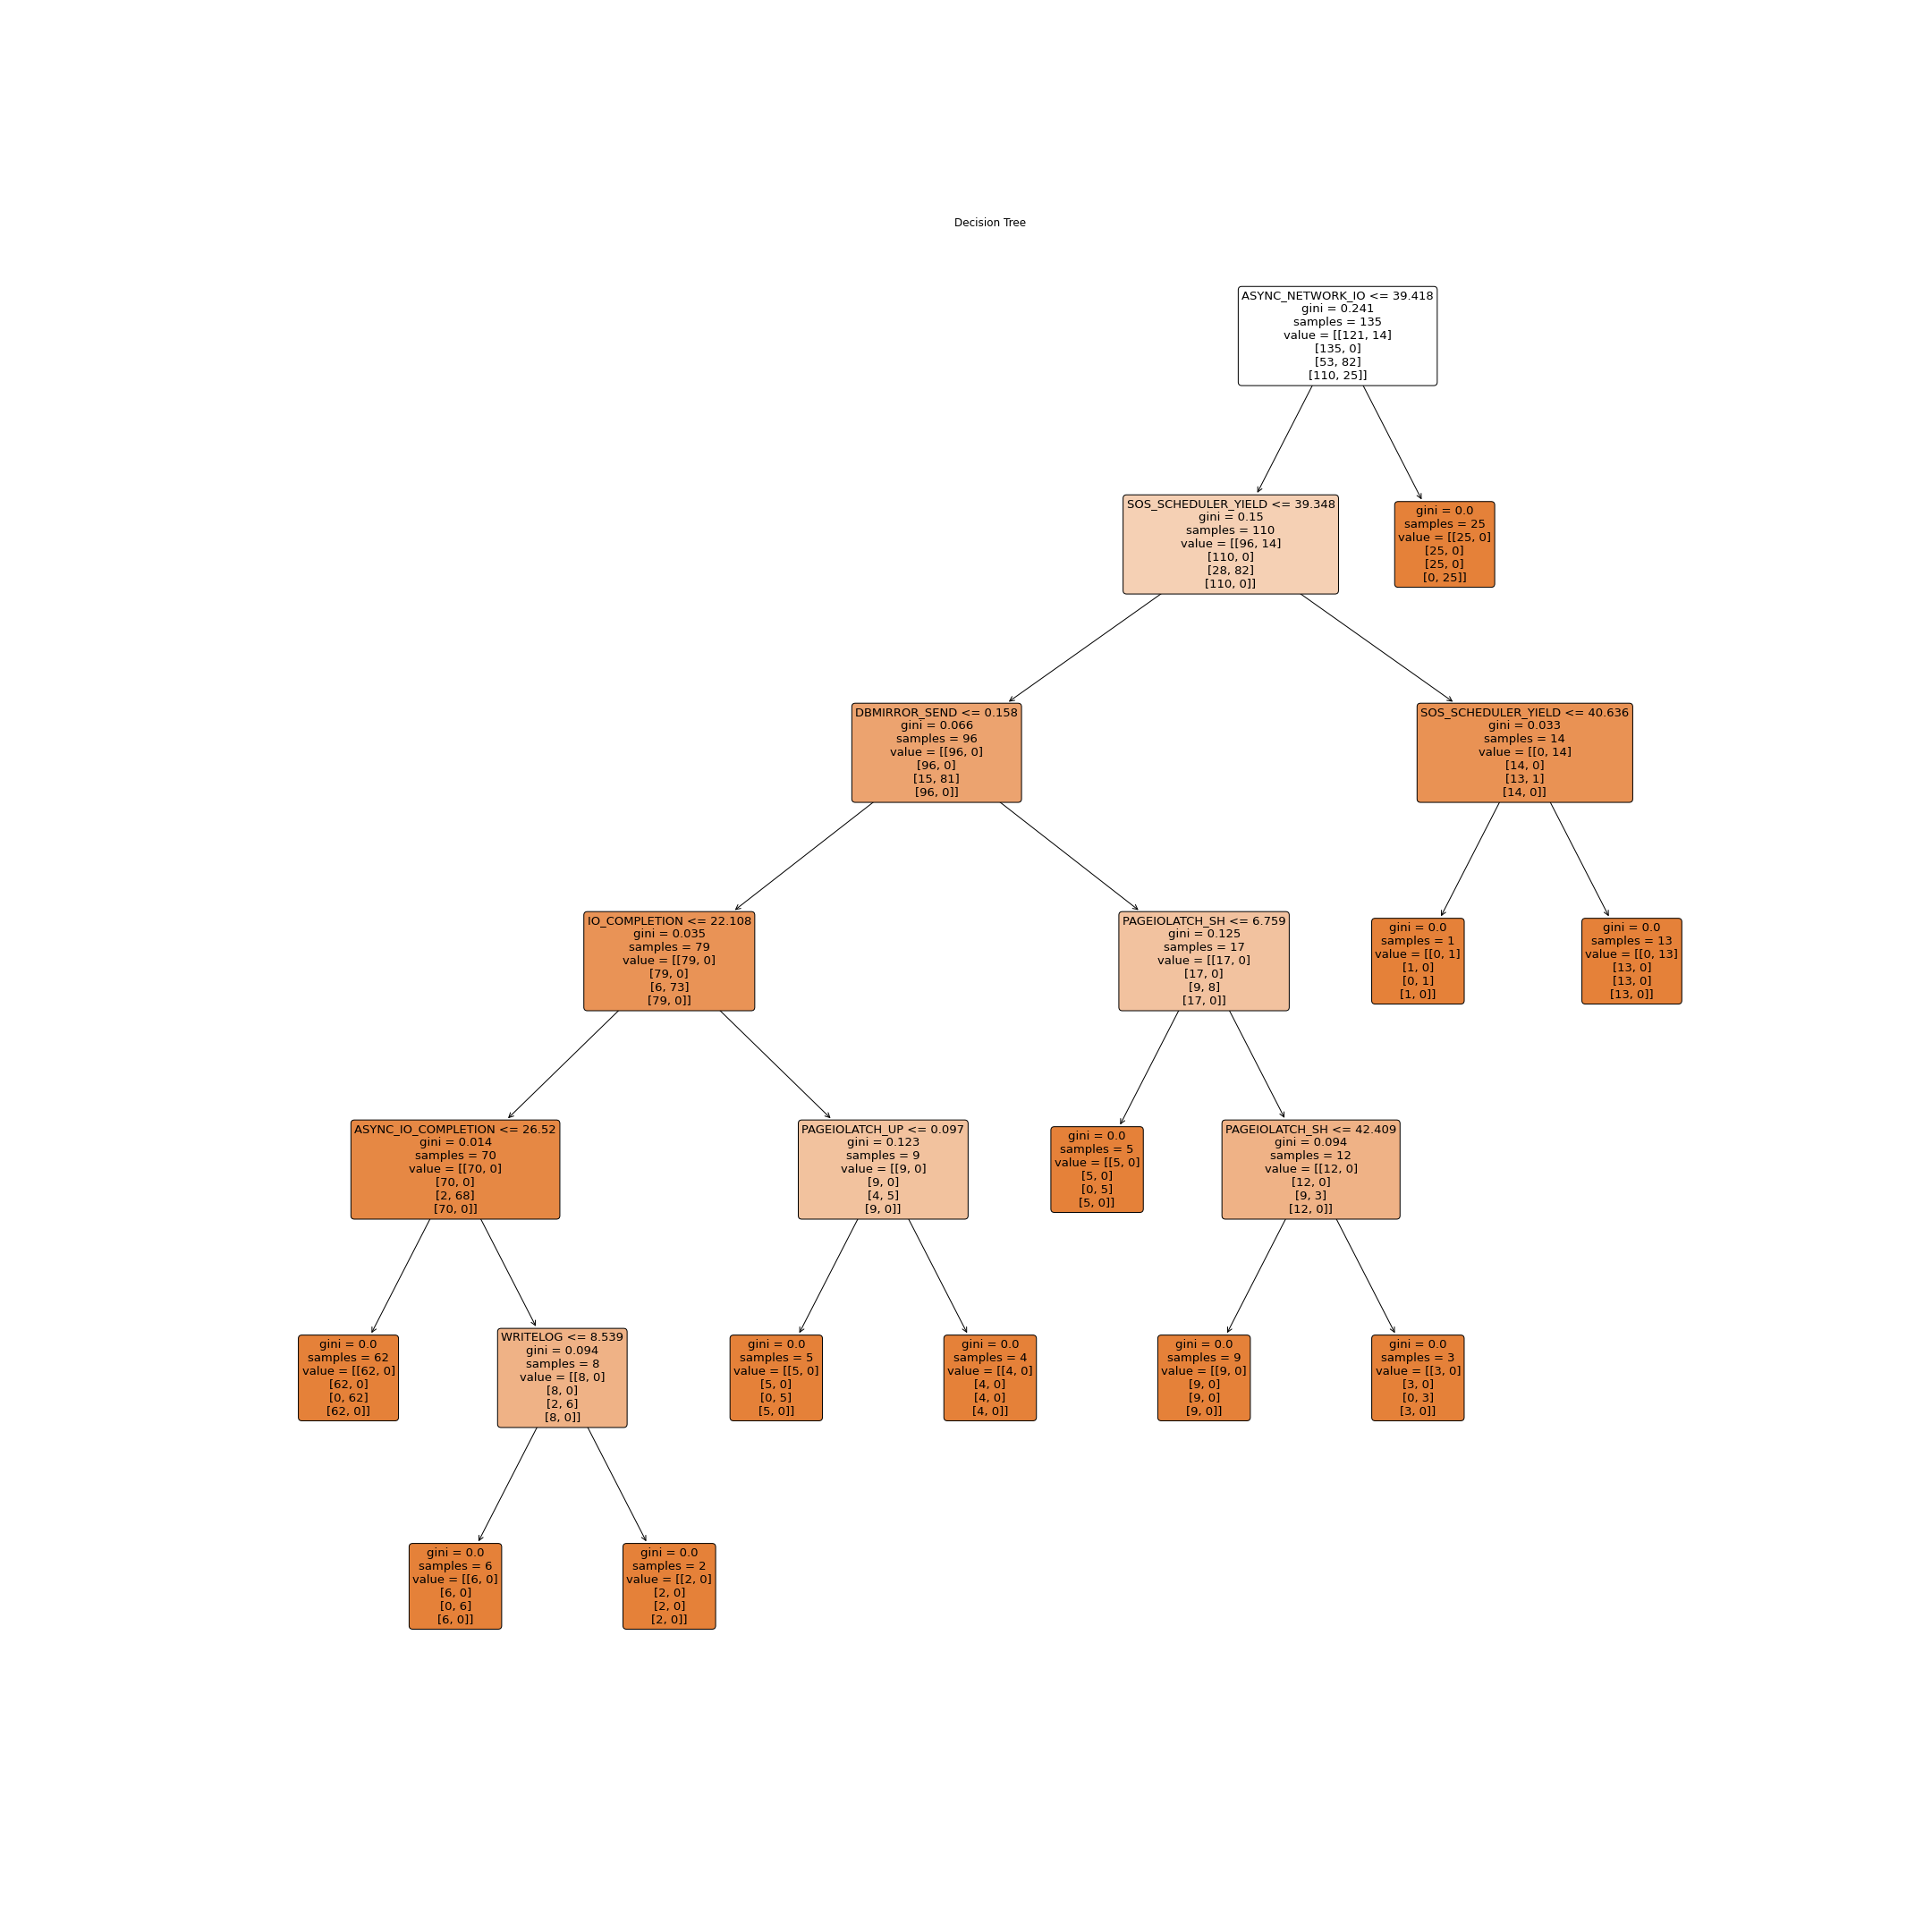 Decision Tree
ASYNC_NETWORK_IO <= 39.418
gini = 0.241
samples = 135
value = [[121, 14]
[135, 0]
[53, 82]
[110, 25]]
SOS_SCHEDULER_YIELD <= 39.348
gini = 0.15
samples = 110
value = [[96, 14]
[110, 0]
[28, 82]
[110, 0]]
gini = 0.0
samples = 25
value = [[25, 0]
[25, 0]
[25, 0]
[0, 25]]
DBMIRROR_SEND <= 0.158
gini = 0.066
samples = 96
value = [[96, 0]
[96, 0]
[15, 81]
[96, 0]]
SOS_SCHEDULER_YIELD <= 40.636
gini = 0.033
samples = 14
value = [[0, 14]
[14, 0]
[13, 1]
[14, 0]]
IO_COMPLETION <= 22.108
gini = 0.035
samples = 79
value = [[79, 0]
[79, 0]
[6, 73]
[79, 0]]
PAGEIOLATCH_SH <= 6.759
gini = 0.125
samples = 17
value = [[17, 0]
[17, 0]
[9, 8]
[17, 0]]
gini = 0.0
samples = 1
value = [[0, 1]
[1, 0]
[0, 1]
[1, 0]]
gini = 0.0
samples = 13
value = [[0, 13]
[13, 0]
[13, 0]
[13, 0]]
ASYNC_IO_COMPLETION <= 26.52
gini = 0.014
samples = 70
value = [[70, 0]
[70, 0]
[2, 68]
[70, 0]]
PAGEIOLATCH_UP <= 0.097
gini = 0.123
samples = 9
value = [[9, 0]
[9, 0]
[4, 5]
[9, 0]]
gini = 0.0
samples = 5
value = [[5, 0]
[5, 0]
[0, 5]
[5, 0]]
PAGEIOLATCH_SH <= 42.409
gini = 0.094
samples = 12
value = [[12, 0]
[12, 0]
[9, 3]
[12, 0]]
gini = 0.0
samples = 62
value = [[62, 0]
[62, 0]
[0, 62]
[62, 0]]
WRITELOG <= 8.539
gini = 0.094
samples = 8
value = [[8, 0]
[8, 0]
[2, 6]
[8, 0]]
gini = 0.0
samples = 5
value = [[5, 0]
[5, 0]
[0, 5]
[5, 0]]
gini = 0.0
samples = 4
value = [[4, 0]
[4, 0]
[4, 0]
[4, 0]]
gini = 0.0
samples = 9
value = [[9, 0]
[9, 0]
[9, 0]
[9, 0]]
gini = 0.0
samples = 3
value = [[3, 0]
[3, 0]
[0, 3]
[3, 0]]
gini = 0.0
samples = 6
value = [[6, 0]
[6, 0]
[0, 6]
[6, 0]]
gini = 0.0
samples = 2
value = [[2, 0]
[2, 0]
[2, 0]
[2, 0]]